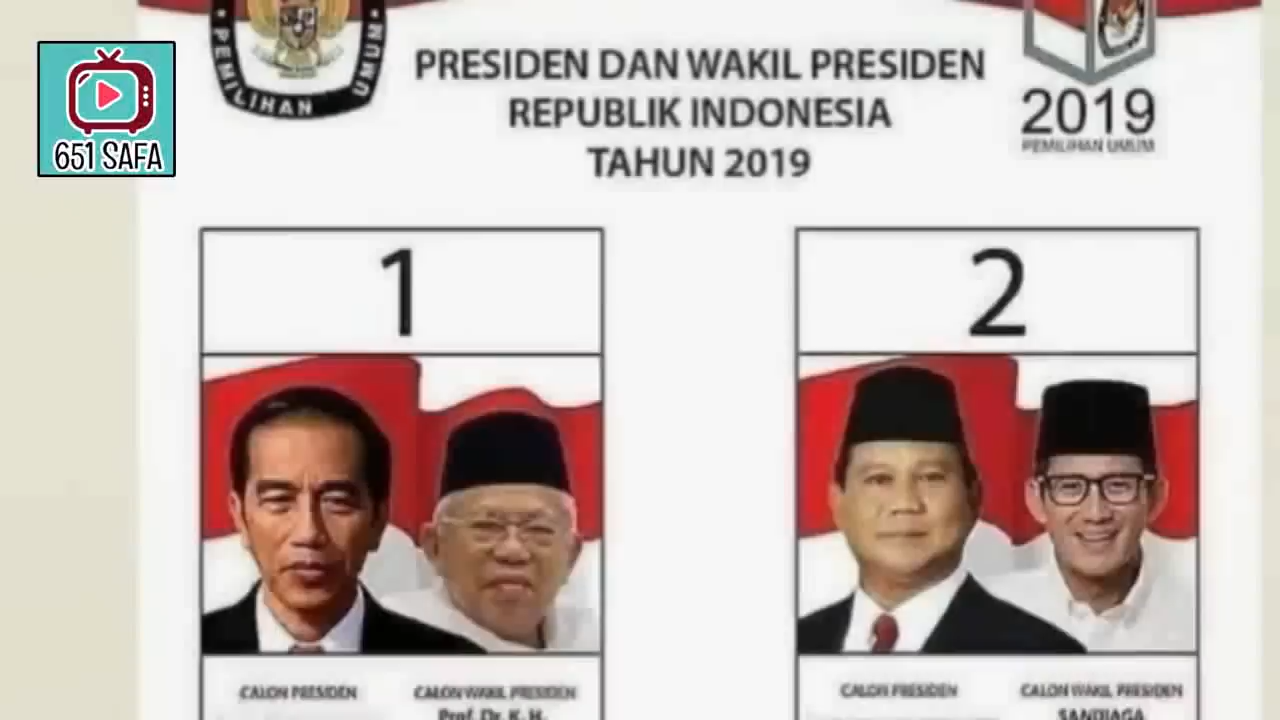 651 SAFA
PEMILIHAN UMUM
PRESIDEN DAN WAKIL PRESIDEN
REPUBLIK INDONESIA
TAHUN 2019
2019
PEMILIHAN UMUM
1
2
CALON PRESIDEN
CALON WAKIL PRESIDEN
Prof. Dr. K. H.
CALON PRESIDEN
CALON WAKIL PRESIDEN
SANDIAGA